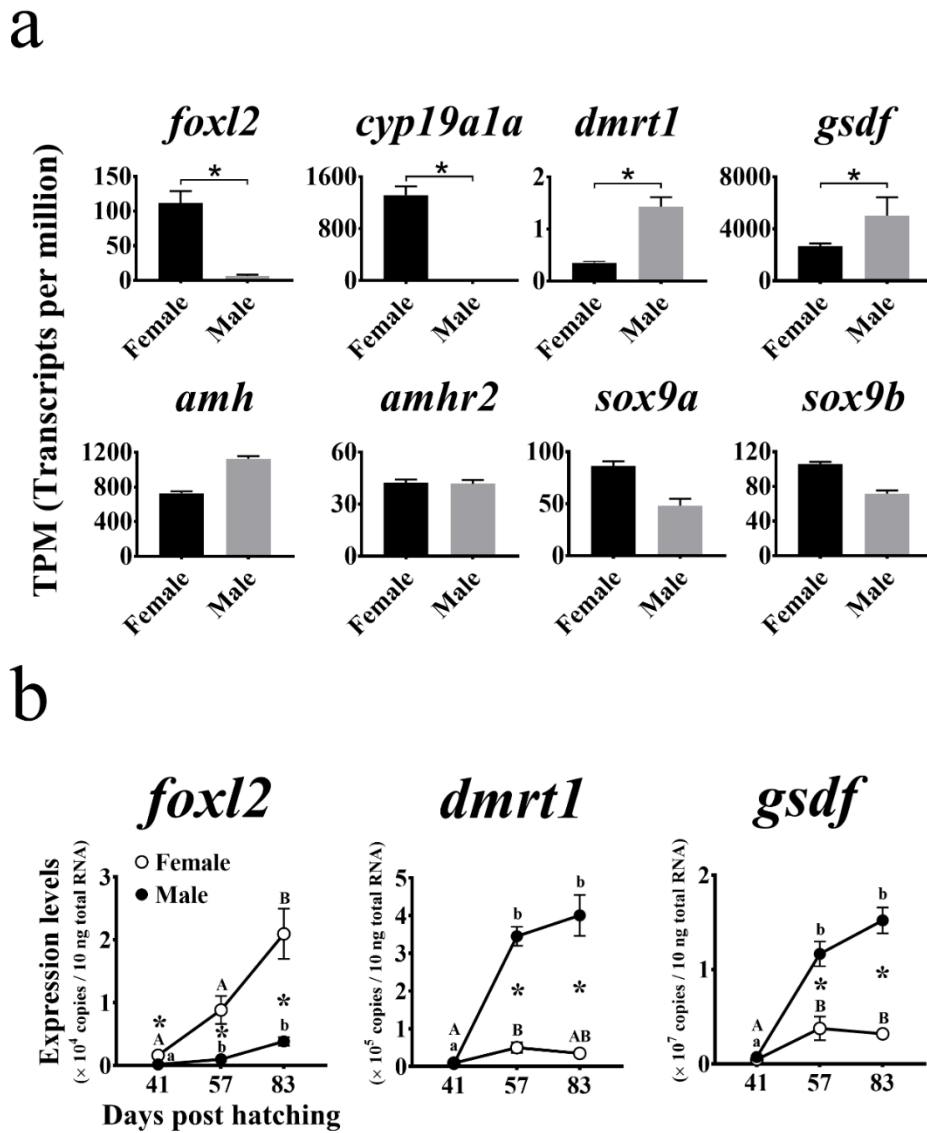 a
foxl2 cyp19a1a dmrt1 gsdf
TPM (Transcripts per million)
150 100 50 0
* Female Male
1600 800 0
* Female Male
2 1 0
* Female Male
8000 4000 0
* Female Male
amh amhr2 sox9a sox9b
1200 800 400 0
Female Male
60 30 0
Female Male
100 50 0
Female Male
120 80 40 0
Female Male
b
foxl2 dmrt1 gsdf
Expression levels
(× 10⁴ copies / 10 ng total RNA)
Female
Male
3 2 1 0
* A a A * b B * b
41 57 83
Days post hatching
(× 10⁵ copies / 10 ng total RNA)
5 4 3 2 1 0
A a b * B b * AB
41 57 83
(× 10⁷ copies / 10 ng total RNA)
2 1 0
A a b * B b * B
41 57 83